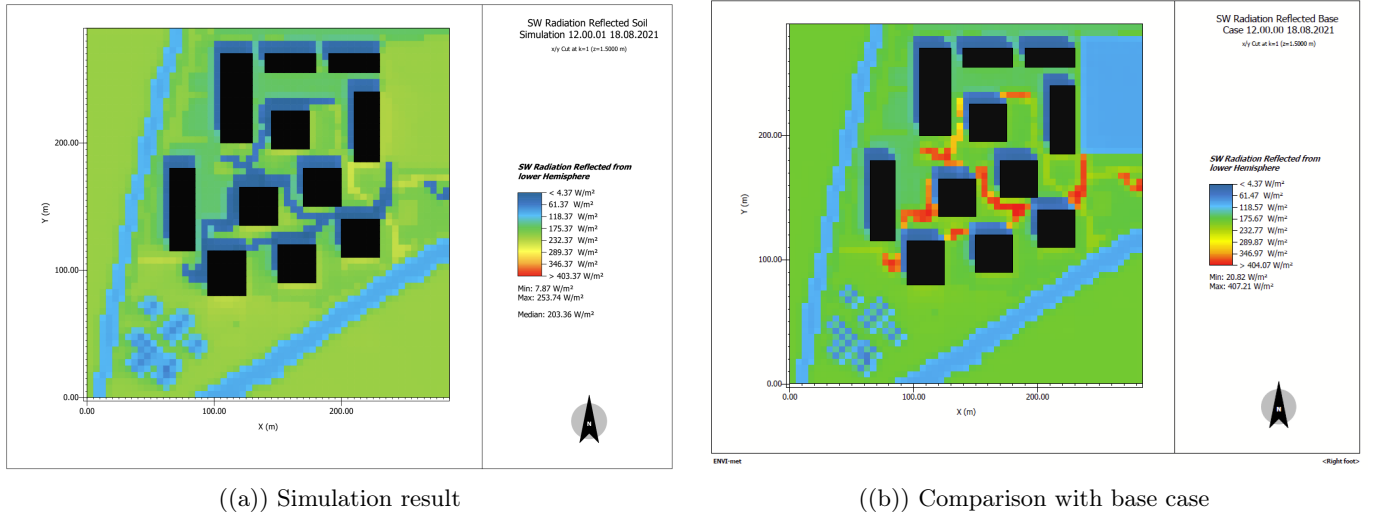 SW Radiation Reflected Soil
Simulation 12.00.01 18.08.2021
x/y Cut at k=1 (z=1.5000 m)
Y (m)
200.00
100.00
0.00
0.00
100.00
200.00
X (m)
SW Radiation Reflected from
lower Hemisphere
< 4.37 W/m²
61.37 W/m²
118.37 W/m²
175.37 W/m²
232.37 W/m²
289.37 W/m²
346.37 W/m²
> 403.37 W/m²
Min: 7.87 W/m²
Max: 253.74 W/m²
Median: 203.36 W/m²
N
((a)) Simulation result
SW Radiation Reflected Base
Case 12.00.00 18.08.2021
x/y Cut at k=1 (z=1.5000 m)
Y (m)
200.00
100.00
0.00
0.00
100.00
200.00
X (m)
SW Radiation Reflected from
lower Hemisphere
< 4.37 W/m²
61.47 W/m²
118.57 W/m²
175.67 W/m²
232.77 W/m²
289.87 W/m²
346.97 W/m²
> 404.07 W/m²
Min: 20.82 W/m²
Max: 407.21 W/m²
N
ENVI-met
<Right foot>
((b)) Comparison with base case